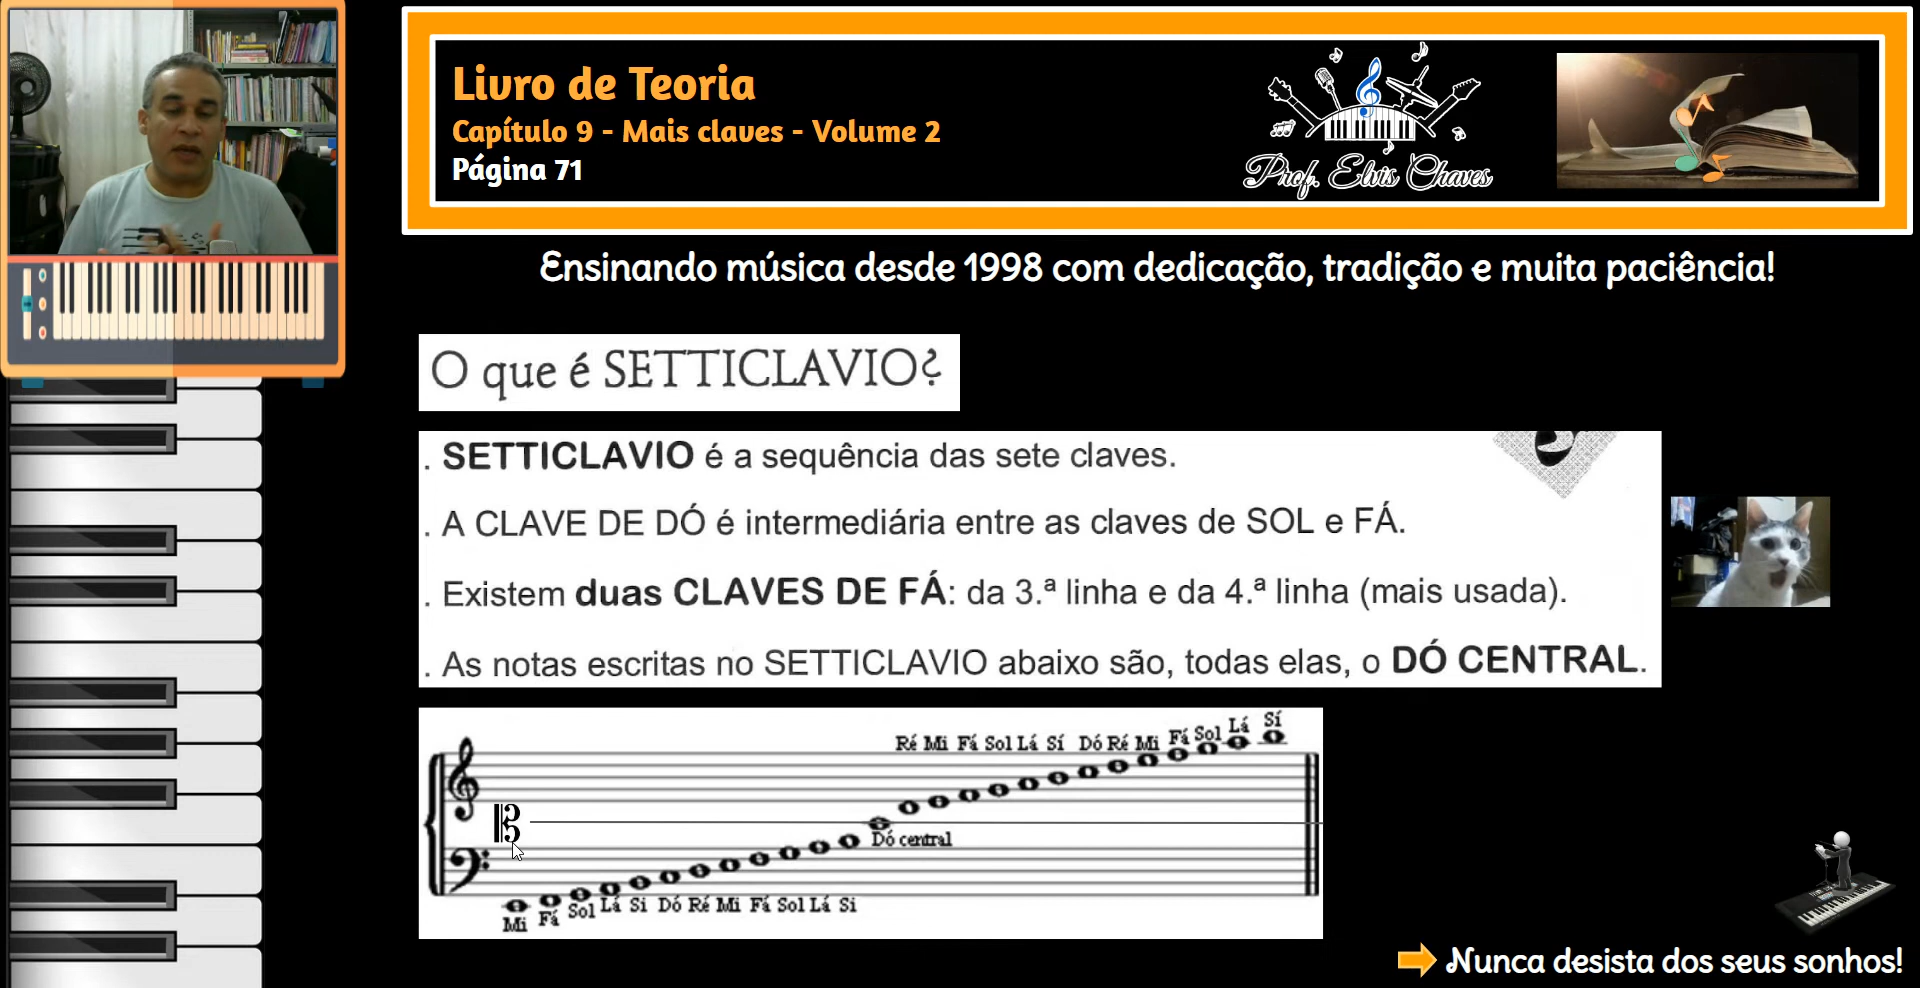 Livro de Teoria
Capítulo 9 - Mais claves - Volume 2
Página 71
Prof. Elvis Chaves
Ensinando música desde 1998 com dedicação, tradição e muita paciência!
O que é SETTICLAVIO?
. SETTICLAVIO é a sequência das sete claves.
. A CLAVE DE DÓ é intermediária entre as claves de SOL e FÁ.
. Existem duas CLAVES DE FÁ: da 3.ª linha e da 4.ª linha (mais usada).
. As notas escritas no SETTICLAVIO abaixo são, todas elas, o DÓ CENTRAL.
Ré Mi Fá Sol Lá Sí Dó Ré Mi Fá Sol Lá Sí
Dó central
Mi Fá Sol Lá Si Dó Ré Mi Fá Sol Lá Si
Nunca desista dos seus sonhos!